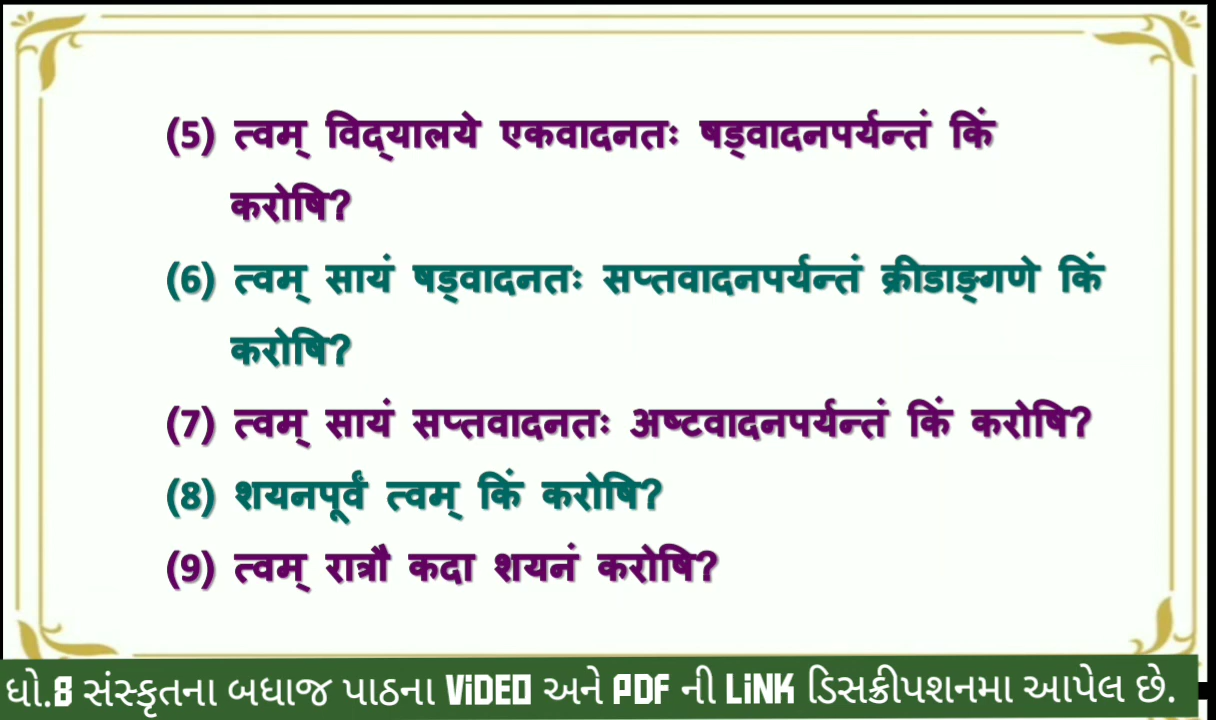 (5) त्वम् विद्यालये एकवादनतः षड्वादनपर्यन्तं किं
करोषि?
(6) त्वम् सायं षड्वादनतः सप्तवादनपर्यन्तं क्रीडाङ्गणे किं
करोषि?
(7) त्वम् सायं सप्तवादनतः अष्टवादनपर्यन्तं किं करोषि?
(8) शयनपूर्वं त्वम् किं करोषि?
(9) त्वम् रात्रौ कदा शयनं करोषि?
ધો.8 સંસ્કૃતના બધાજ પાઠના ViDEO અને PDF ની LiNK ડિસક્રીપશનમા આપેલ છે.